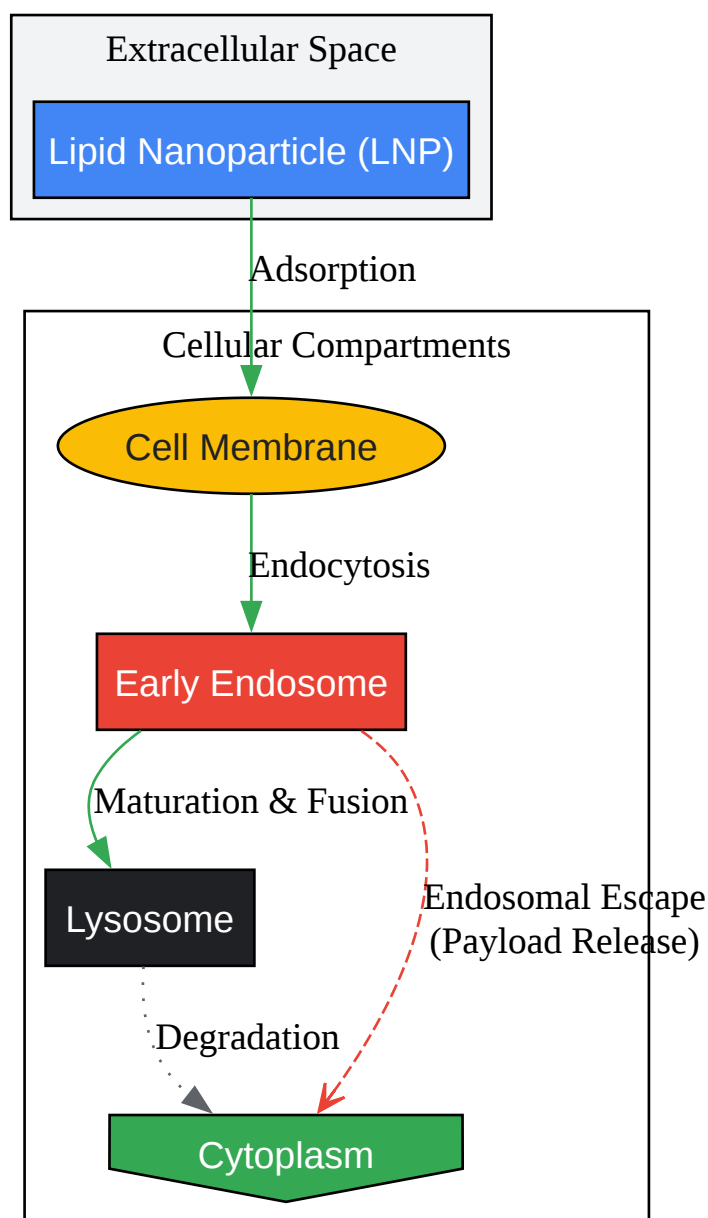 Extracellular Space
Lipid Nanoparticle (LNP)
Adsorption
Cellular Compartments
Cell Membrane
Endocytosis
Early Endosome
Maturation & Fusion
Lysosome
Endosomal Escape
(Payload Release)
Degradation
Cytoplasm